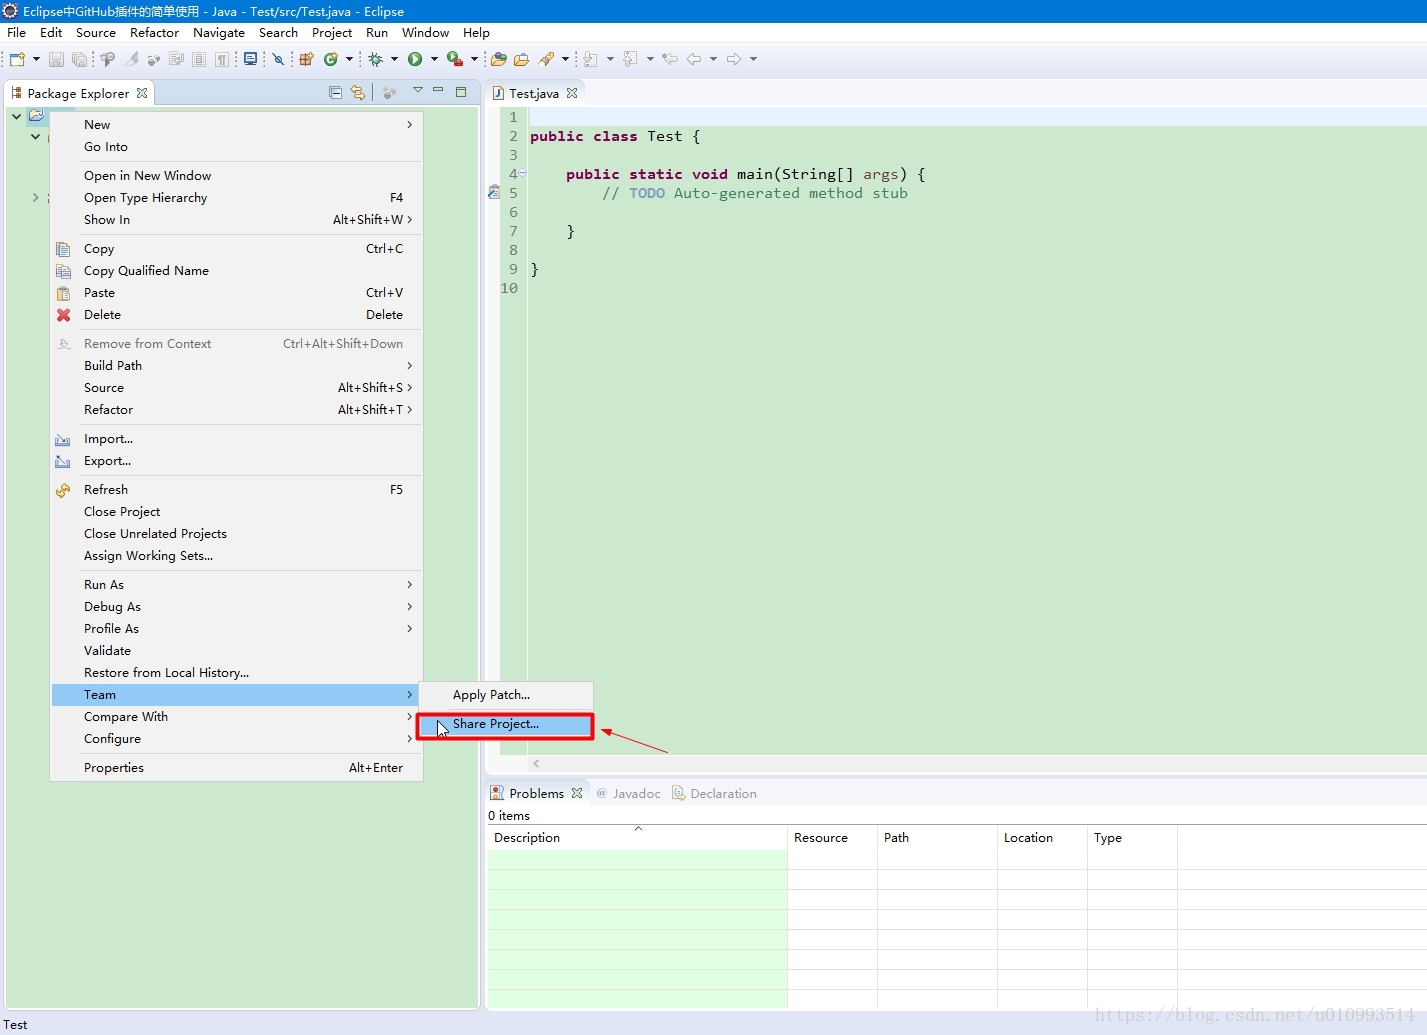 Eclipse中GitHub插件的简单使用 - Java - Test/src/Test.java - Eclipse
File Edit Source Refactor Navigate Search Project Run Window Help
Package Explorer
New
Go Into
Open in New Window
Open Type Hierarchy F4
Show In Alt+Shift+W
Copy Ctrl+C
Copy Qualified Name
Paste Ctrl+V
Delete Delete
Remove from Context Ctrl+Alt+Shift+Down
Build Path
Source Alt+Shift+S
Refactor Alt+Shift+T
Import...
Export...
Refresh F5
Close Project
Close Unrelated Projects
Assign Working Sets...
Run As
Debug As
Profile As
Validate
Restore from Local History...
Team
Compare With
Configure
Properties Alt+Enter
Apply Patch...
Share Project...
Test.java
1
2 public class Test {
3
4 public static void main(String[] args) {
5 // TODO Auto-generated method stub
6
7 }
8
9 }
10
Problems @ Javadoc Declaration
0 items
Description Resource Path Location Type
https://blog.csdn.net/u010993514
Test